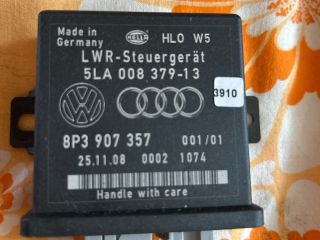 Made in
Germany
HELLA
HLO W5
LWR-Steuergerät
5LA 008 379-13
3910
8P3 907 357 001/01
25.11.08 0002 1074
Handle with care